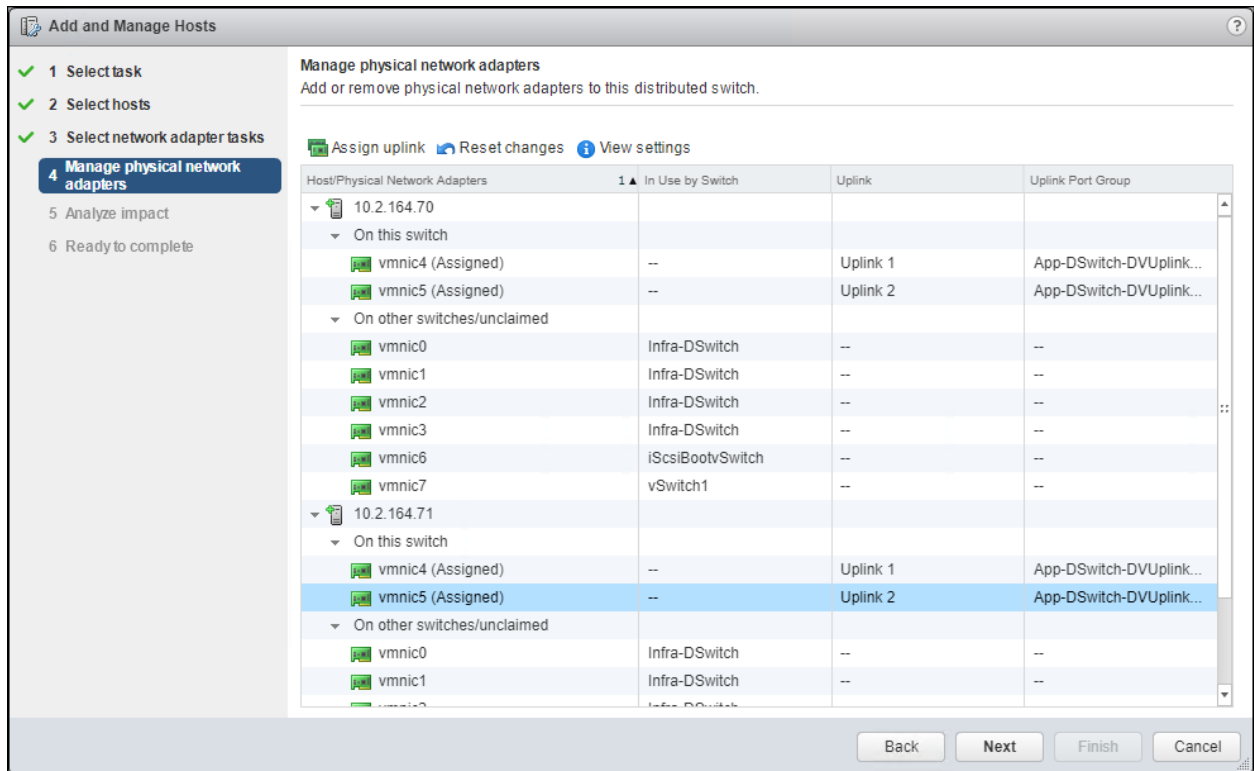 Add and Manage Hosts
?
1 Select task
2 Select hosts
3 Select network adapter tasks
4 Manage physical network
adapters
5 Analyze impact
6 Ready to complete
Manage physical network adapters
Add or remove physical network adapters to this distributed switch.
Assign uplink Reset changes View settings
Host/Physical Network Adapters 1 ▲ In Use by Switch Uplink Uplink Port Group
10.2.164.70
On this switch
vmnic4 (Assigned) -- Uplink 1 App-DSwitch-DVUplink...
vmnic5 (Assigned) -- Uplink 2 App-DSwitch-DVUplink...
On other switches/unclaimed
vmnic0 Infra-DSwitch -- --
vmnic1 Infra-DSwitch -- --
vmnic2 Infra-DSwitch -- --
vmnic3 Infra-DSwitch -- --
vmnic6 iScsiBootvSwitch -- --
vmnic7 vSwitch1 -- --
10.2.164.71
On this switch
vmnic4 (Assigned) -- Uplink 1 App-DSwitch-DVUplink...
vmnic5 (Assigned) -- Uplink 2 App-DSwitch-DVUplink...
On other switches/unclaimed
vmnic0 Infra-DSwitch -- --
vmnic1 Infra-DSwitch -- --
Back Next Finish Cancel